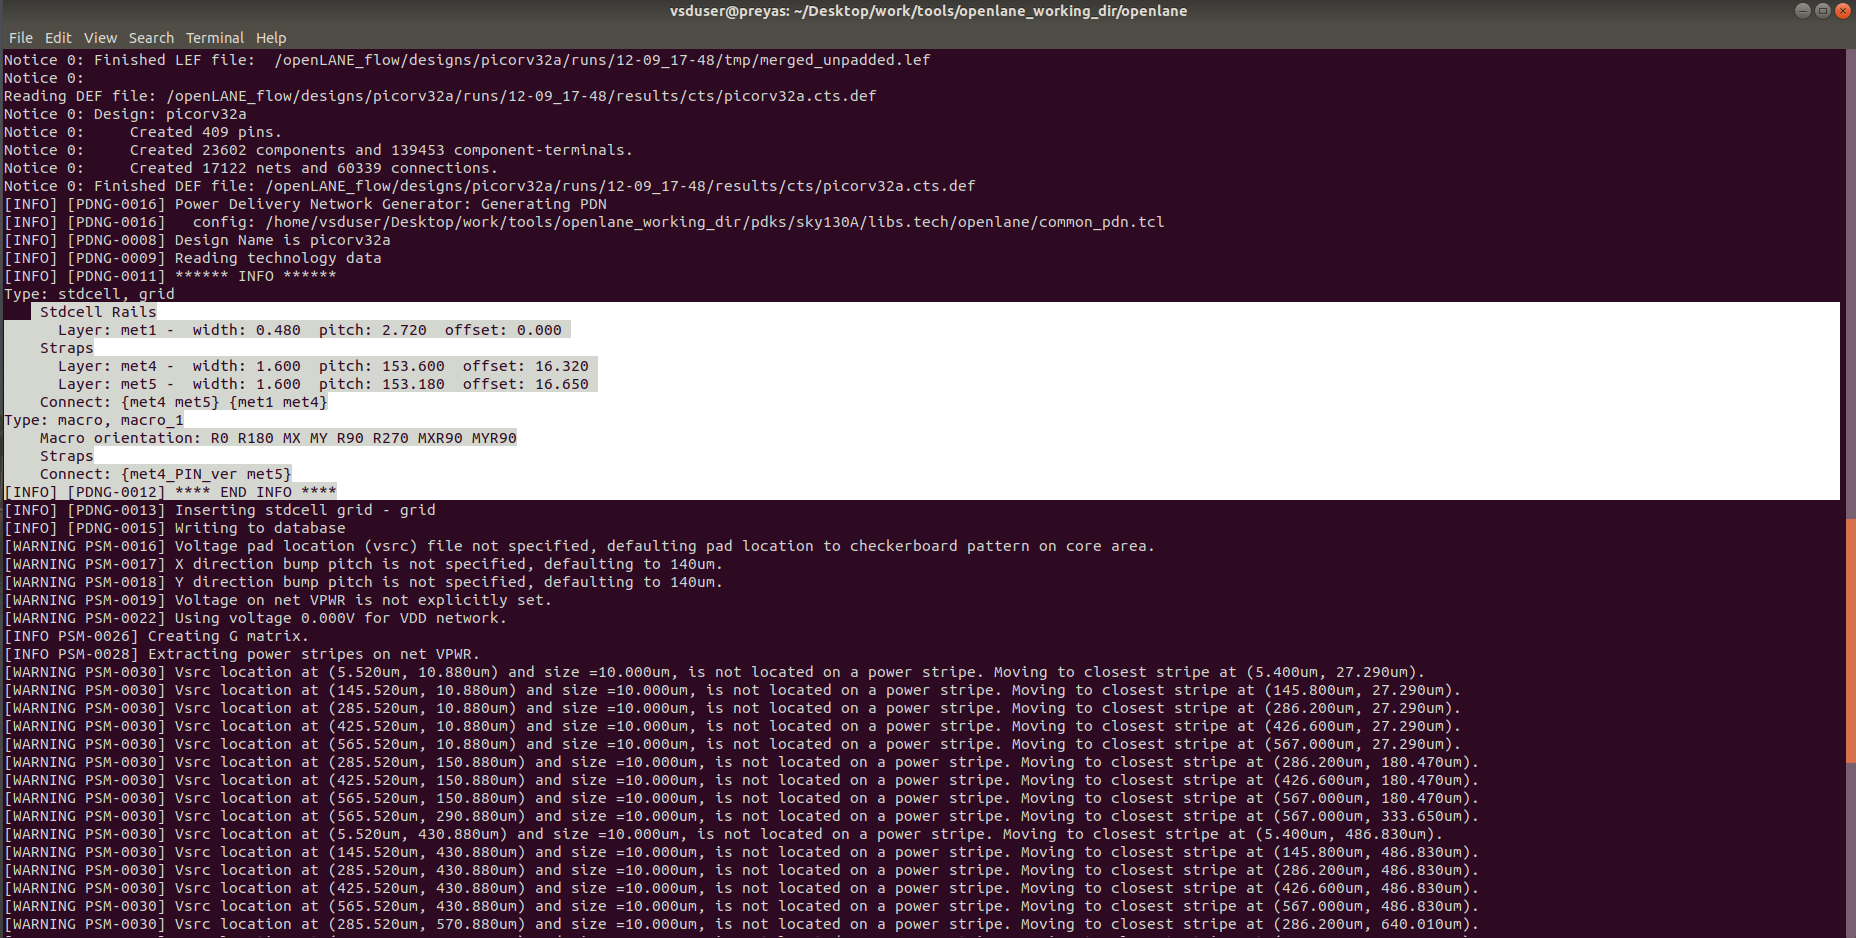 vsduser@preyas: ~/Desktop/work/tools/openlane_working_dir/openlane
File Edit View Search Terminal Help
Notice 0: Finished LEF file:  /openLANE_flow/designs/picorv32a/runs/12-09_17-48/tmp/merged_unpadded.lef
Notice 0:
Reading DEF file: /openLANE_flow/designs/picorv32a/runs/12-09_17-48/results/cts/picorv32a.cts.def
Notice 0: Design: picorv32a
Notice 0:     Created 409 pins.
Notice 0:     Created 23602 components and 139453 component-terminals.
Notice 0:     Created 17122 nets and 60339 connections.
Notice 0: Finished DEF file: /openLANE_flow/designs/picorv32a/runs/12-09_17-48/results/cts/picorv32a.cts.def
[INFO] [PDNG-0016] Power Delivery Network Generator: Generating PDN
[INFO] [PDNG-0016]   config: /home/vsduser/Desktop/work/tools/openlane_working_dir/pdks/sky130A/libs.tech/openlane/common_pdn.tcl
[INFO] [PDNG-0008] Design Name is picorv32a
[INFO] [PDNG-0009] Reading technology data
[INFO] [PDNG-0011] ****** INFO ******
Type: stdcell, grid
    Stdcell Rails
      Layer: met1 -  width: 0.480  pitch: 2.720  offset: 0.000
    Straps
      Layer: met4 -  width: 1.600  pitch: 153.600  offset: 16.320
      Layer: met5 -  width: 1.600  pitch: 153.180  offset: 16.650
    Connect: {met4 met5} {met1 met4}
Type: macro, macro_1
    Macro orientation: R0 R180 MX MY R90 R270 MXR90 MYR90
    Straps
    Connect: {met4_PIN_ver met5}
[INFO] [PDNG-0012] **** END INFO ****
[INFO] [PDNG-0013] Inserting stdcell grid - grid
[INFO] [PDNG-0015] Writing to database
[WARNING PSM-0016] Voltage pad location (vsrc) file not specified, defaulting pad location to checkerboard pattern on core area.
[WARNING PSM-0017] X direction bump pitch is not specified, defaulting to 140um.
[WARNING PSM-0018] Y direction bump pitch is not specified, defaulting to 140um.
[WARNING PSM-0019] Voltage on net VPWR is not explicitly set.
[WARNING PSM-0022] Using voltage 0.000V for VDD network.
[INFO PSM-0026] Creating G matrix.
[INFO PSM-0028] Extracting power stripes on net VPWR.
[WARNING PSM-0030] Vsrc location at (5.520um, 10.880um) and size =10.000um, is not located on a power stripe. Moving to closest stripe at (5.400um, 27.290um).
[WARNING PSM-0030] Vsrc location at (145.520um, 10.880um) and size =10.000um, is not located on a power stripe. Moving to closest stripe at (145.800um, 27.290um).
[WARNING PSM-0030] Vsrc location at (285.520um, 10.880um) and size =10.000um, is not located on a power stripe. Moving to closest stripe at (286.200um, 27.290um).
[WARNING PSM-0030] Vsrc location at (425.520um, 10.880um) and size =10.000um, is not located on a power stripe. Moving to closest stripe at (426.600um, 27.290um).
[WARNING PSM-0030] Vsrc location at (565.520um, 10.880um) and size =10.000um, is not located on a power stripe. Moving to closest stripe at (567.000um, 27.290um).
[WARNING PSM-0030] Vsrc location at (285.520um, 150.880um) and size =10.000um, is not located on a power stripe. Moving to closest stripe at (286.200um, 180.470um).
[WARNING PSM-0030] Vsrc location at (425.520um, 150.880um) and size =10.000um, is not located on a power stripe. Moving to closest stripe at (426.600um, 180.470um).
[WARNING PSM-0030] Vsrc location at (565.520um, 150.880um) and size =10.000um, is not located on a power stripe. Moving to closest stripe at (567.000um, 180.470um).
[WARNING PSM-0030] Vsrc location at (565.520um, 290.880um) and size =10.000um, is not located on a power stripe. Moving to closest stripe at (567.000um, 333.650um).
[WARNING PSM-0030] Vsrc location at (5.520um, 430.880um) and size =10.000um, is not located on a power stripe. Moving to closest stripe at (5.400um, 486.830um).
[WARNING PSM-0030] Vsrc location at (145.520um, 430.880um) and size =10.000um, is not located on a power stripe. Moving to closest stripe at (145.800um, 486.830um).
[WARNING PSM-0030] Vsrc location at (285.520um, 430.880um) and size =10.000um, is not located on a power stripe. Moving to closest stripe at (286.200um, 486.830um).
[WARNING PSM-0030] Vsrc location at (425.520um, 430.880um) and size =10.000um, is not located on a power stripe. Moving to closest stripe at (426.600um, 486.830um).
[WARNING PSM-0030] Vsrc location at (565.520um, 430.880um) and size =10.000um, is not located on a power stripe. Moving to closest stripe at (567.000um, 486.830um).
[WARNING PSM-0030] Vsrc location at (285.520um, 570.880um) and size =10.000um, is not located on a power stripe. Moving to closest stripe at (286.200um, 640.010um).